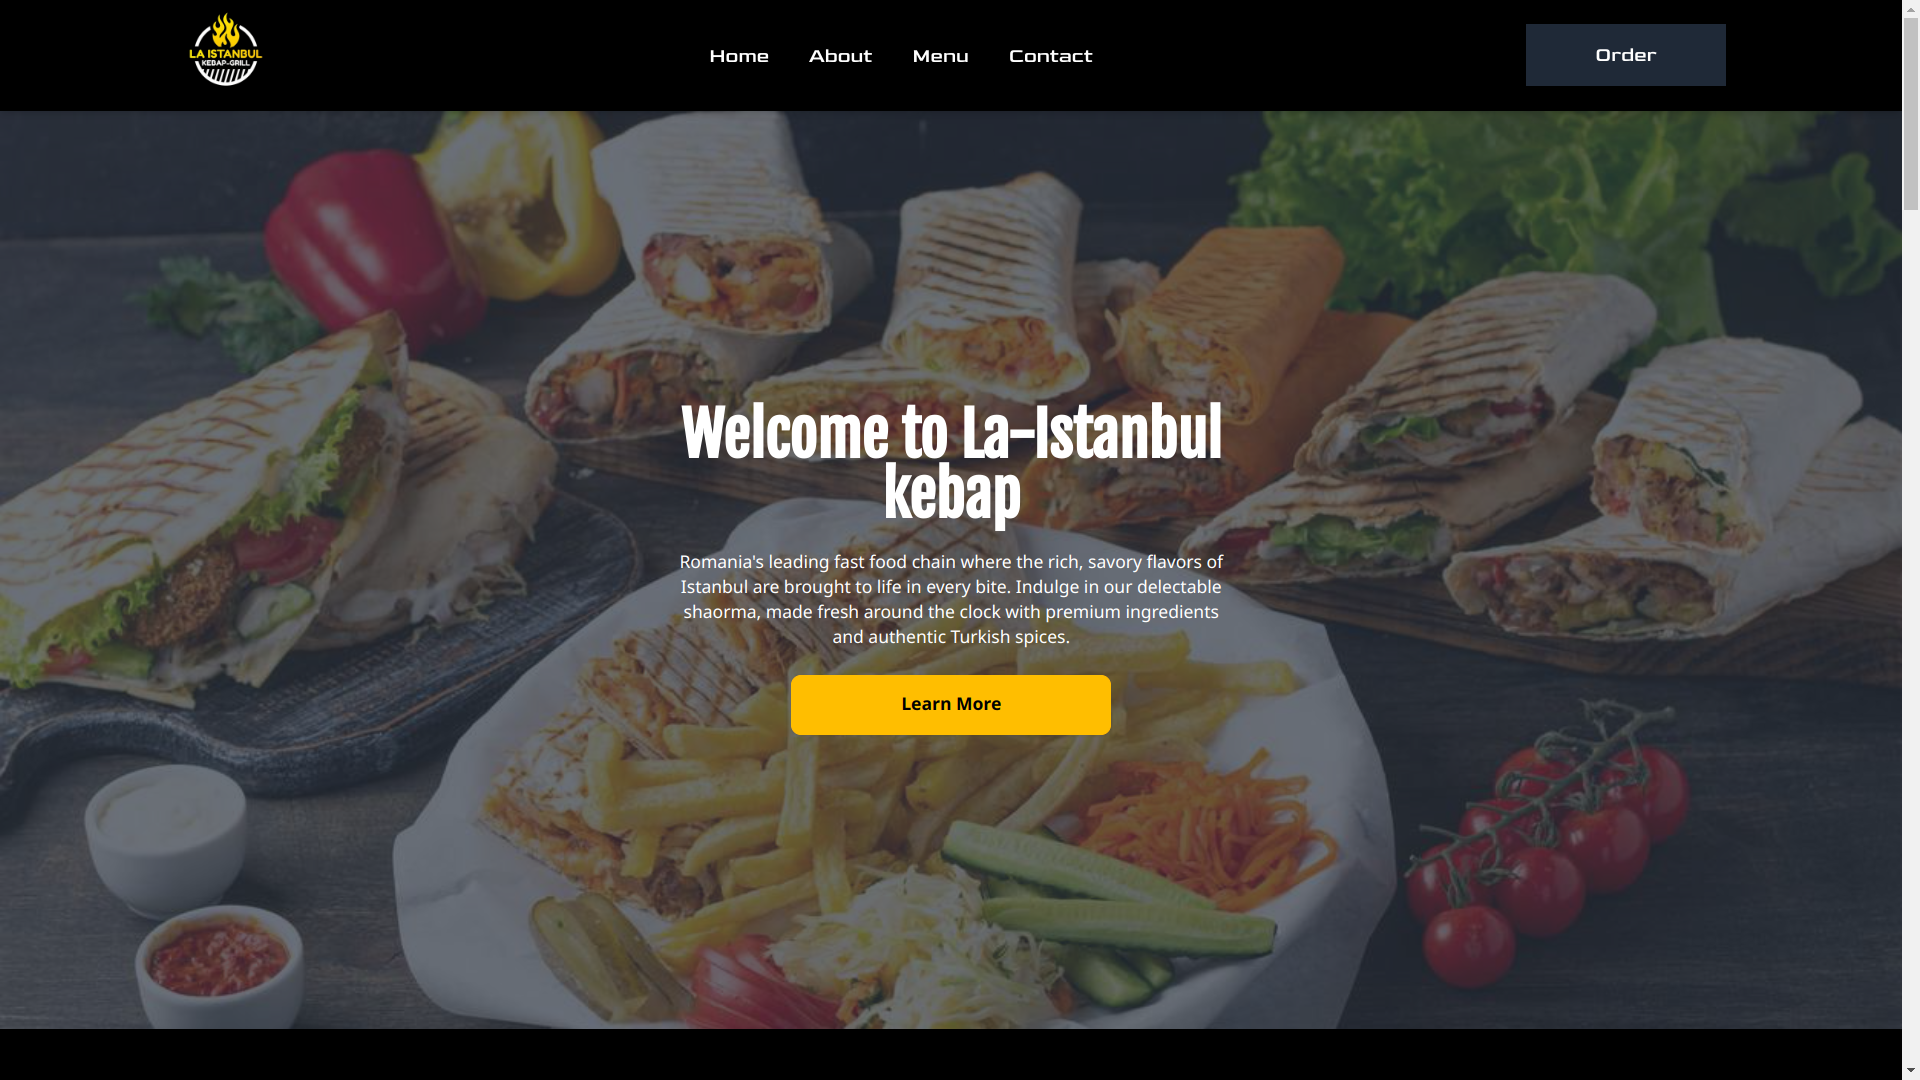 LA ISTANBUL
KEBAP-GRILL
Home
About
Menu
Contact
Order
Welcome to La-Istanbul
kebap
Romania's leading fast food chain where the rich, savory flavors of
Istanbul are brought to life in every bite. Indulge in our delectable
shaorma, made fresh around the clock with premium ingredients
and authentic Turkish spices.
Learn More